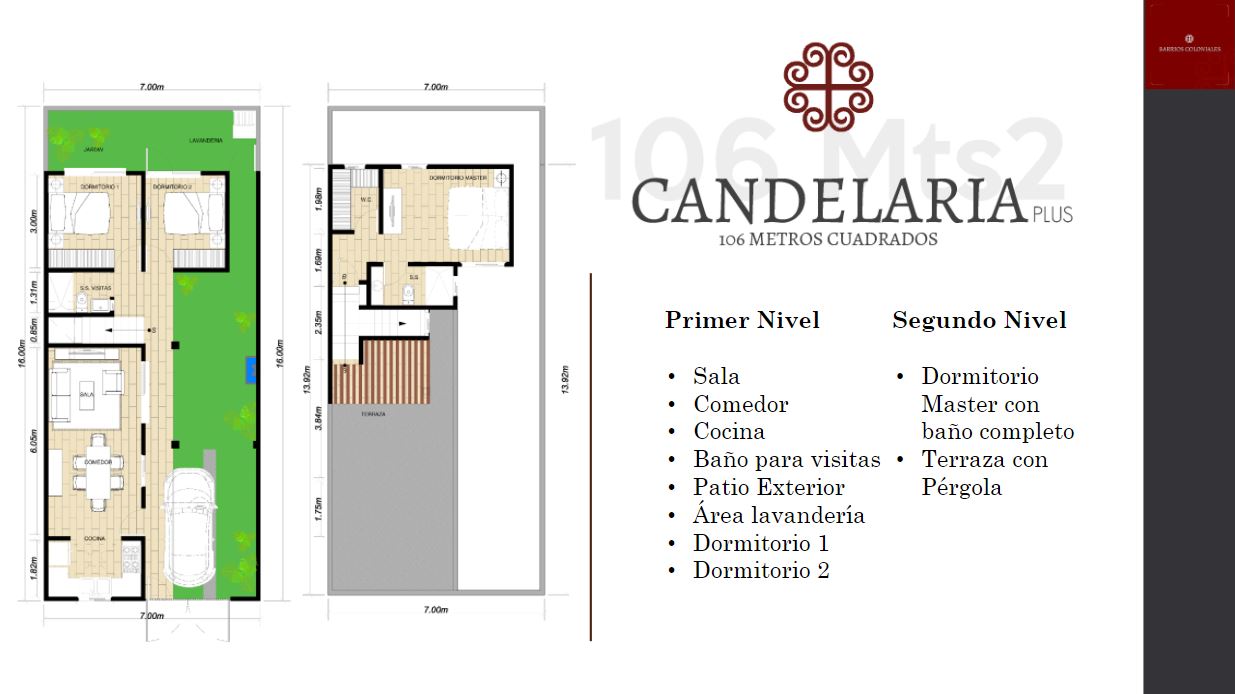 7.00m
JARDIN
LAVANDERIA
DORMITORIO 1
DORMITORIO 2
3.00m
1.31m
S.S. VISITAS
0.85m
S
16.00m
16.00m
SALA
6.05m
COMEDOR
COCINA
1.82m
7.00m
7.00m
DORMITORIO MASTER
W.C.
1.98m
1.69m
B
S.S.
2.35m
13.92m
13.92m
TERRAZA
3.84m
1.75m
7.00m
106 Mts2
CANDELARIA PLUS
106 METROS CUADRADOS
Primer Nivel
• Sala
• Comedor
• Cocina
• Baño para visitas
• Patio Exterior
• Área lavandería
• Dormitorio 1
• Dormitorio 2
Segundo Nivel
• Dormitorio
Master con
baño completo
• Terraza con
Pérgola
BARRIOS COLONIALES